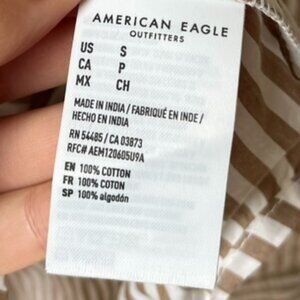 AMERICAN EAGLE
OUTFITTERS
US S
CA P
MX CH
MADE IN INDIA / FABRIQUÉ EN INDE /
HECHO EN INDIA
RN 54485 / CA 03873
RFC# AEM120605U9A
EN 100% COTTON
FR 100% COTON
SP 100% algodón